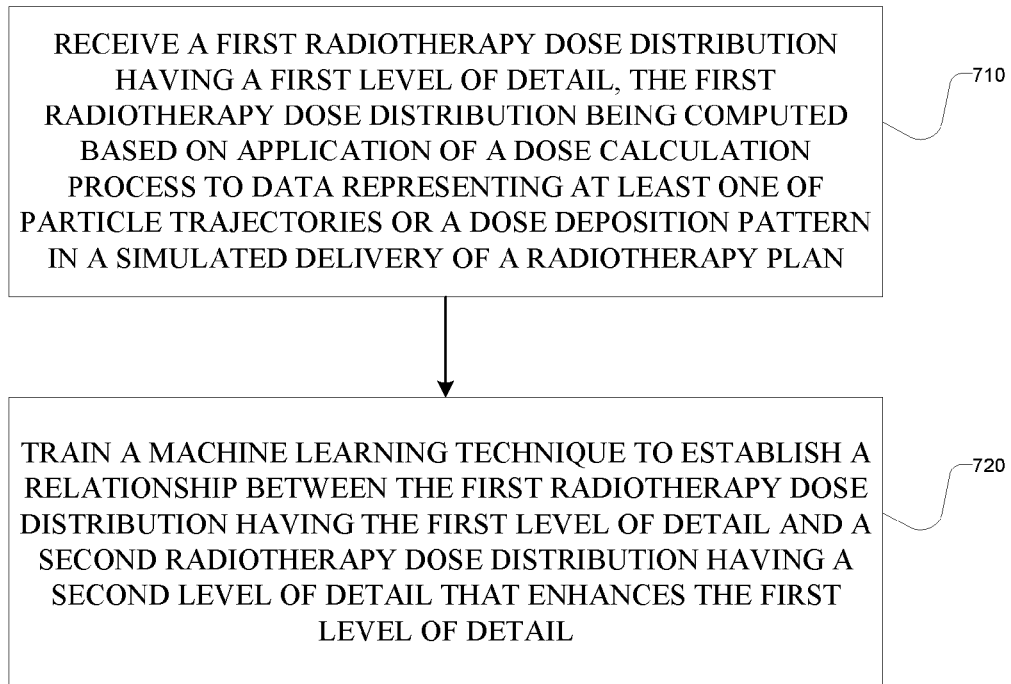 RECEIVE A FIRST RADIOTHERAPY DOSE DISTRIBUTION
HAVING A FIRST LEVEL OF DETAIL, THE FIRST
RADIOTHERAPY DOSE DISTRIBUTION BEING COMPUTED
BASED ON APPLICATION OF A DOSE CALCULATION
PROCESS TO DATA REPRESENTING AT LEAST ONE OF
PARTICLE TRAJECTORIES OR A DOSE DEPOSITION PATTERN
IN A SIMULATED DELIVERY OF A RADIOTHERAPY PLAN
710
TRAIN A MACHINE LEARNING TECHNIQUE TO ESTABLISH A
RELATIONSHIP BETWEEN THE FIRST RADIOTHERAPY DOSE
DISTRIBUTION HAVING THE FIRST LEVEL OF DETAIL AND A
SECOND RADIOTHERAPY DOSE DISTRIBUTION HAVING A
SECOND LEVEL OF DETAIL THAT ENHANCES THE FIRST
LEVEL OF DETAIL
720